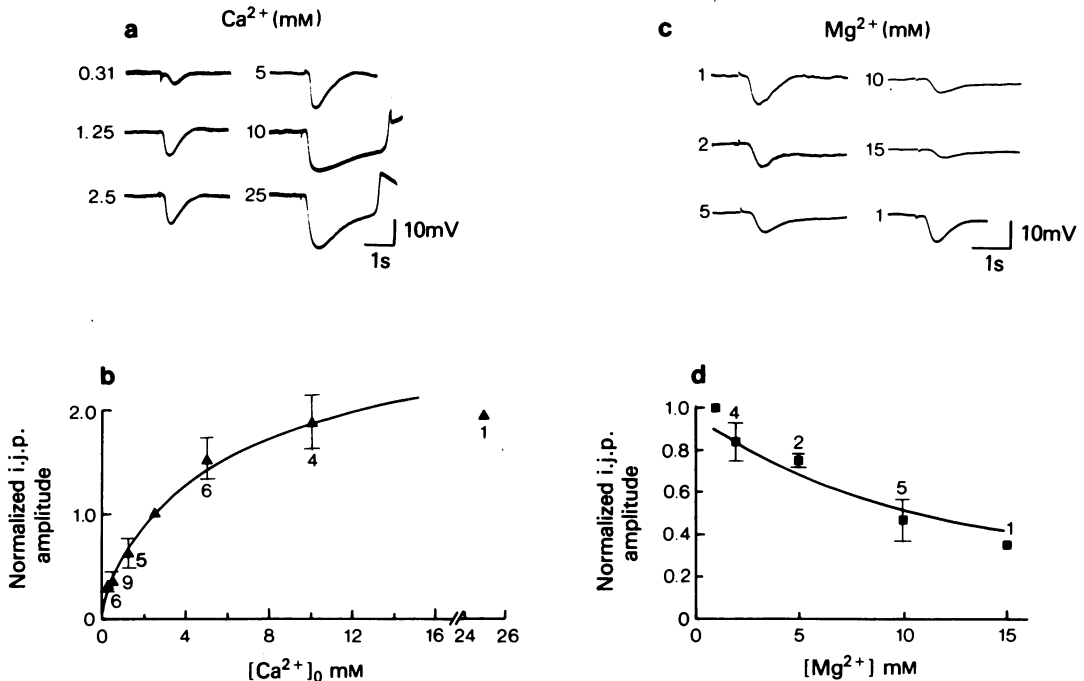 a
Ca²⁺ (mM)
0.31
5
1.25
10
2.5
25
10mV
1s
c
Mg²⁺ (mM)
1
10
2
15
5
1
10mV
1s
b
Normalized i.j.p.
amplitude
2.0
1.0
0
6
9
5
6
4
1
0 4 8 12 16 24 26
[Ca²⁺]₀ mM
d
Normalized i.j.p.
amplitude
1.0
0.8
0.6
0.4
0.2
0
4
2
5
1
0 5 10 15
[Mg²⁺] mM